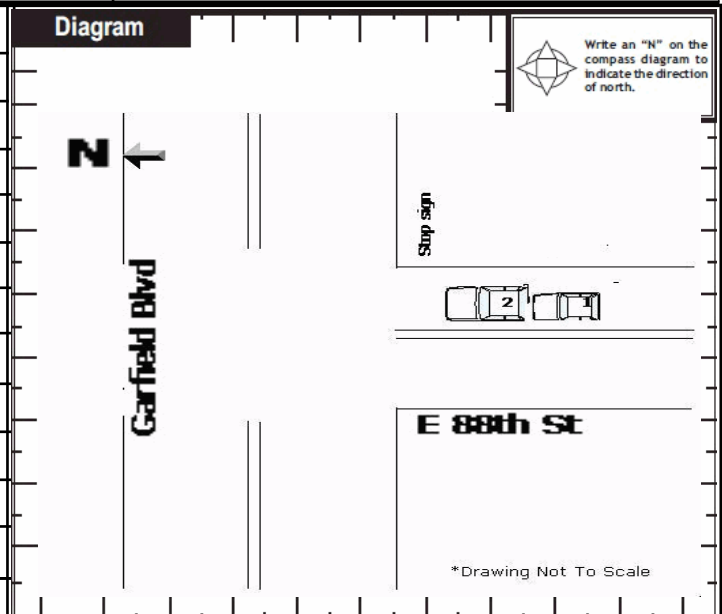 Diagram
Write an “N” on the
compass diagram to
indicate the direction
of north.
N
Stop sign
Garfield Blvd
2
1
E 88th St
*Drawing Not To Scale